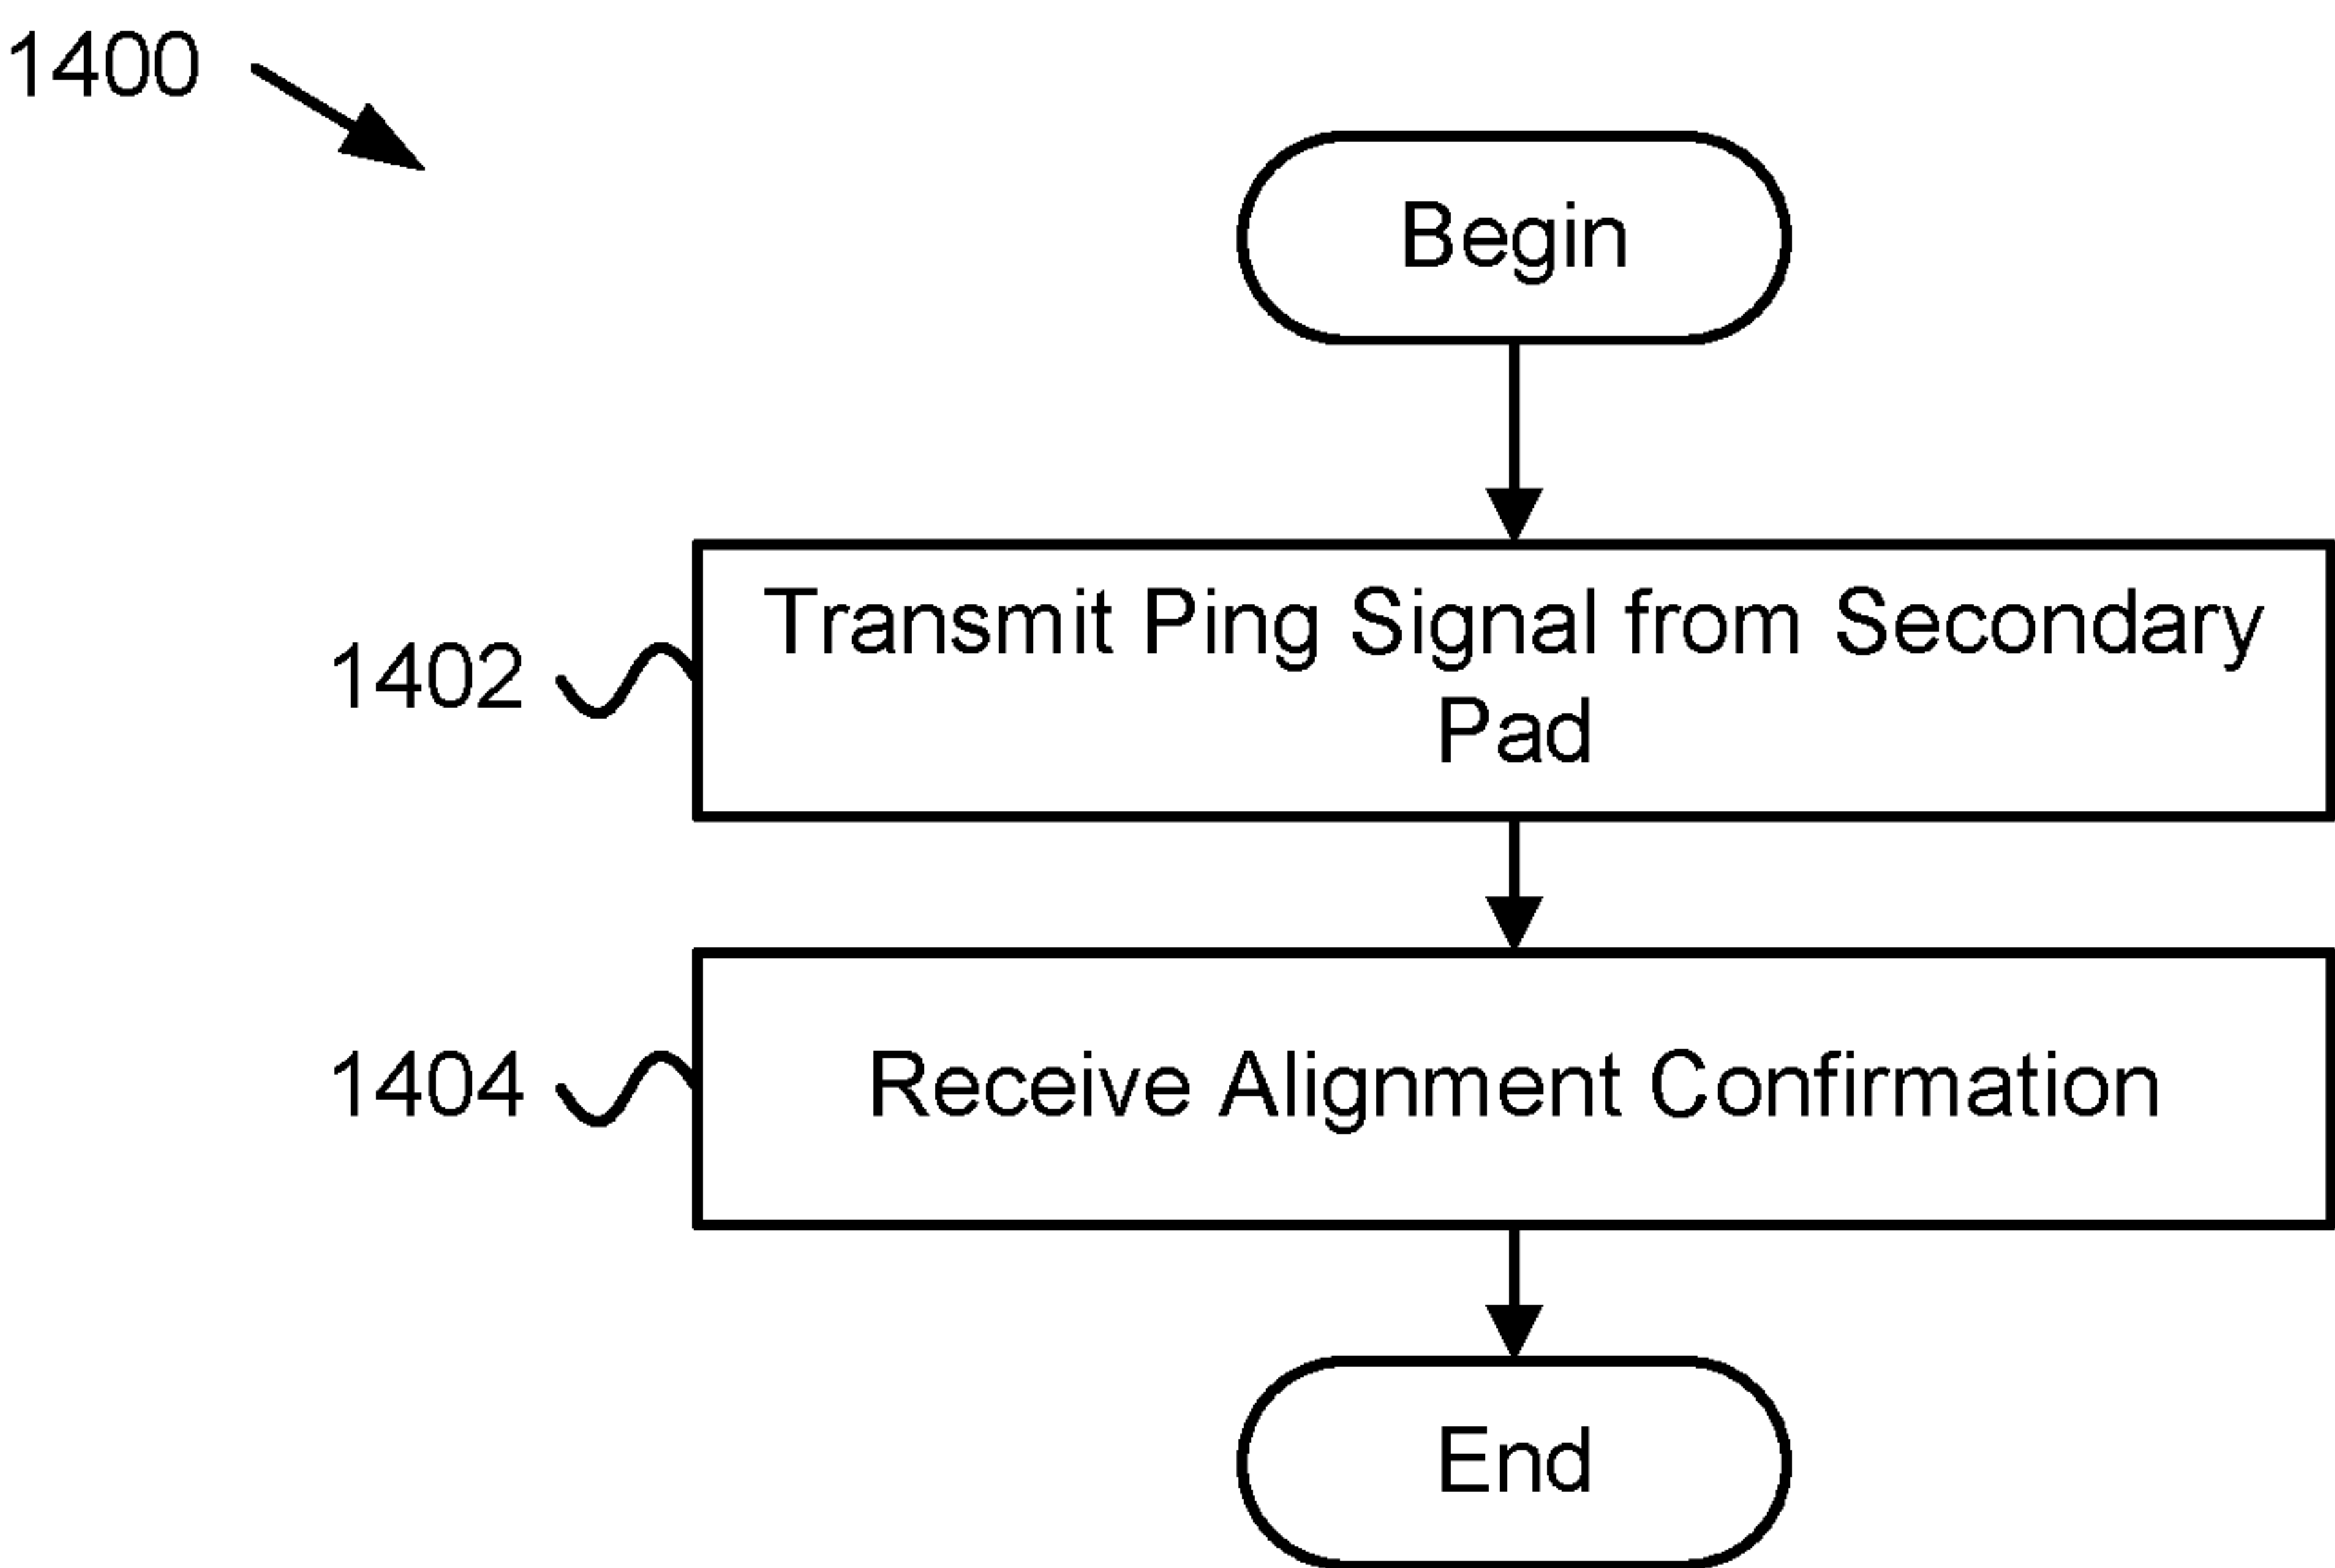 1400
Begin
1402
Transmit Ping Signal from Secondary
Pad
1404
Receive Alignment Confirmation
End